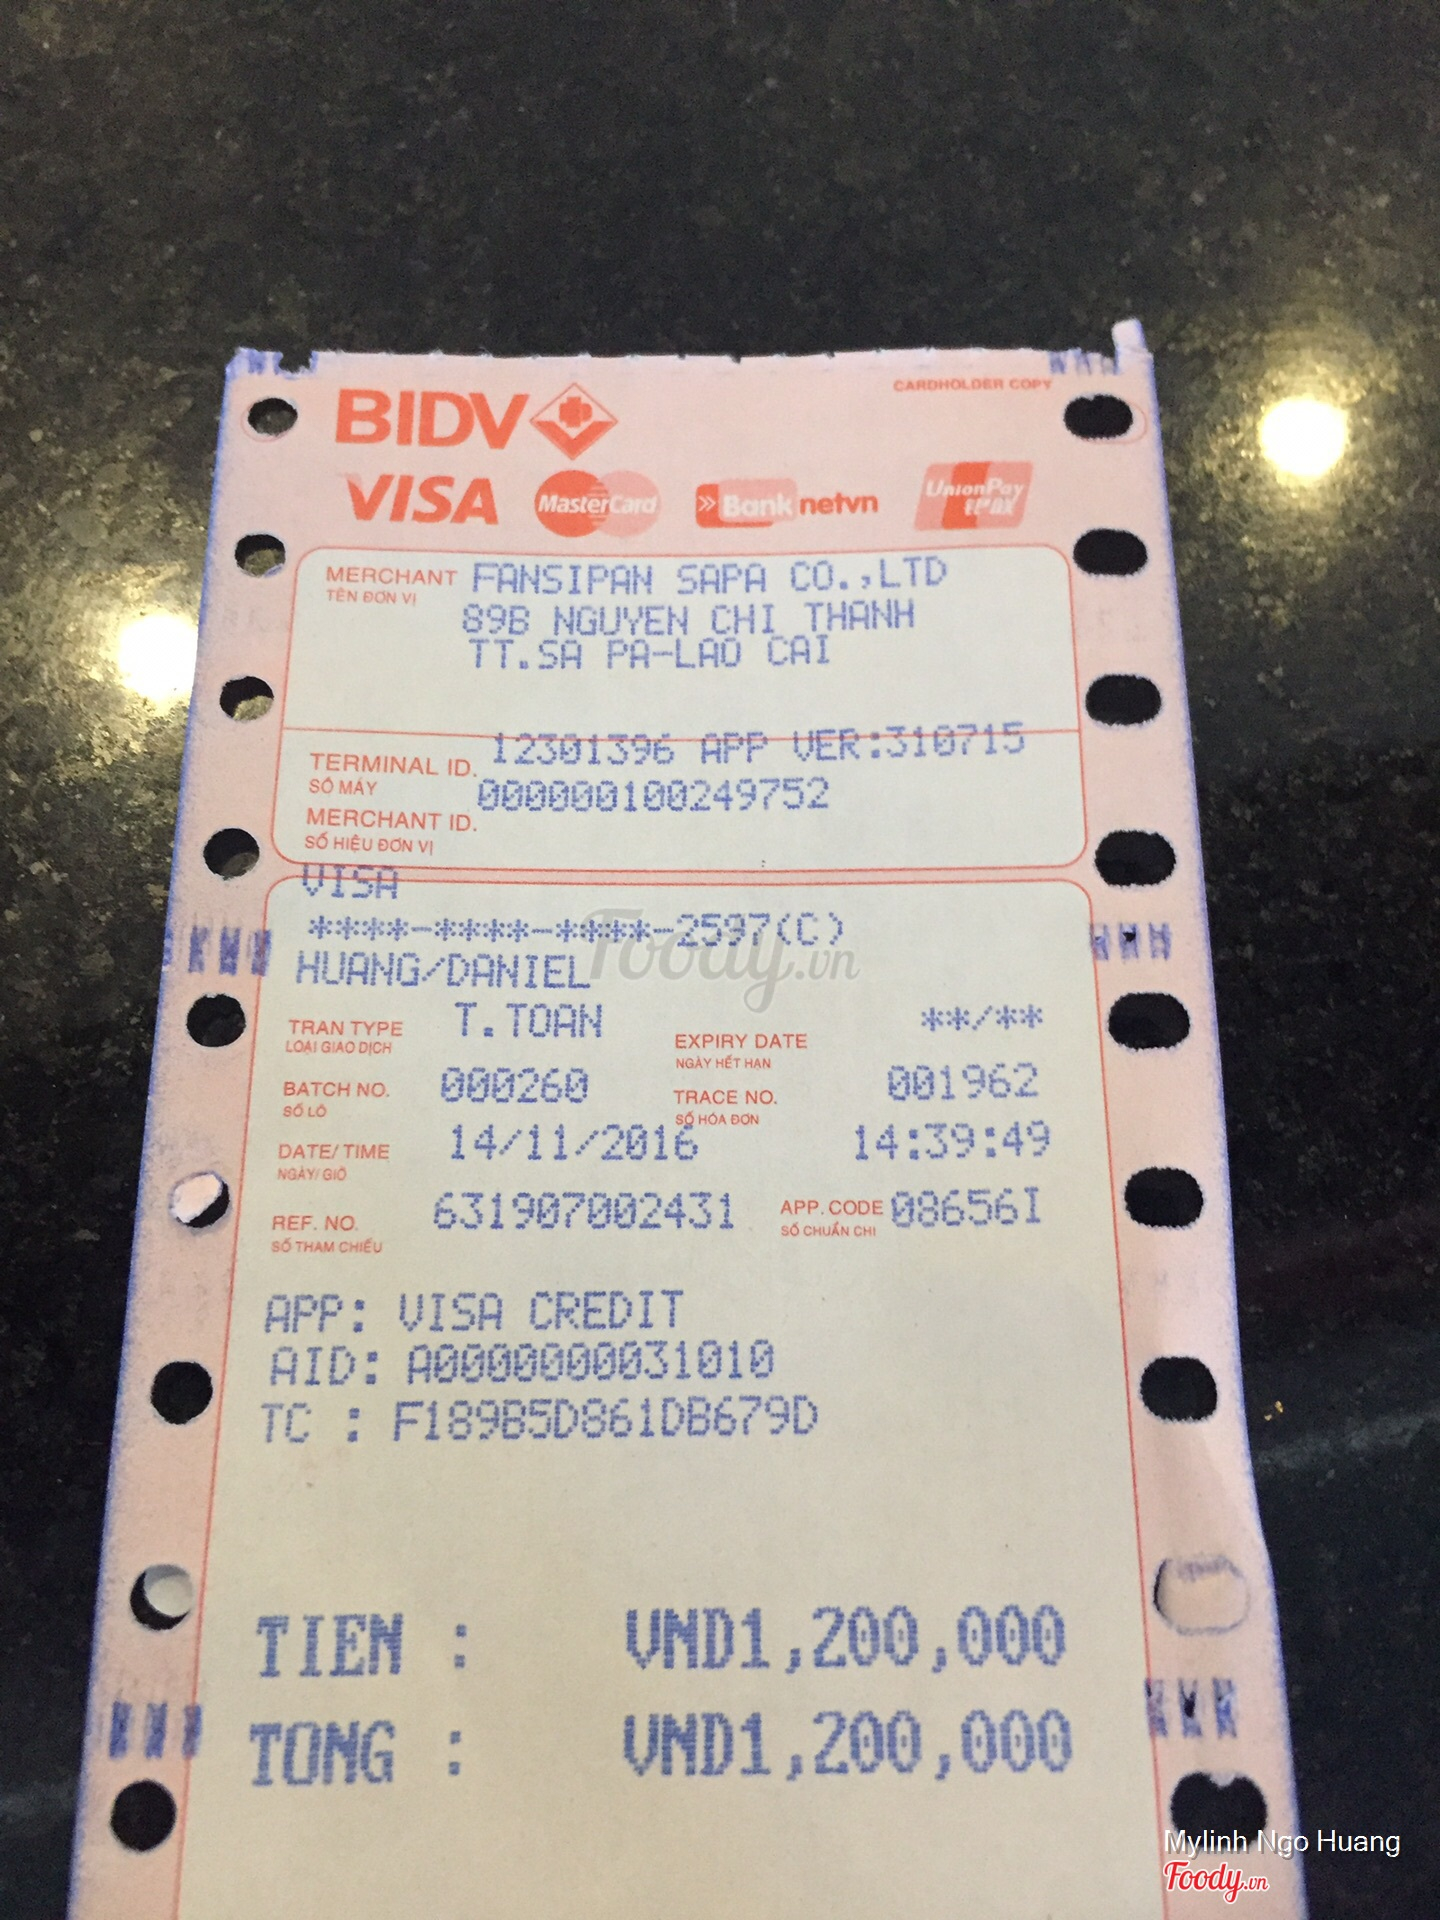 BIDV
CARDHOLDER COPY
VISA MasterCard Banknetvn UnionPay
MERCHANT FANSIPAN SAPA CO.,LTD
TÊN ĐƠN VỊ
89B NGUYEN CHI THANH
TT.SA PA-LAO CAI
TERMINAL ID. 12301396 APP VER:310715
SỐ MÁY
000000100249752
MERCHANT ID.
SỐ HIỆU ĐƠN VỊ
VISA
****-****-****-2597(C)
HUANG/DANIEL
Foody.vn
TRAN TYPE T.TOAN EXPIRY DATE **/**
LOẠI GIAO DỊCH NGÀY HẾT HẠN
BATCH NO. 000260 TRACE NO. 001962
SỐ LÔ SỐ HÓA ĐƠN
DATE/ TIME 14/11/2016 14:39:49
NGÀY/ GIỜ
REF. NO. 631907002431 APP. CODE 08656I
SỐ THAM CHIẾU SỐ CHUẨN CHI
APP: VISA CREDIT
AID: A0000000031010
TC : F189B5D861DB679D
TIEN : VND1,200,000
TONG : VND1,200,000
Mylinh Ngo Huang
Foody.vn